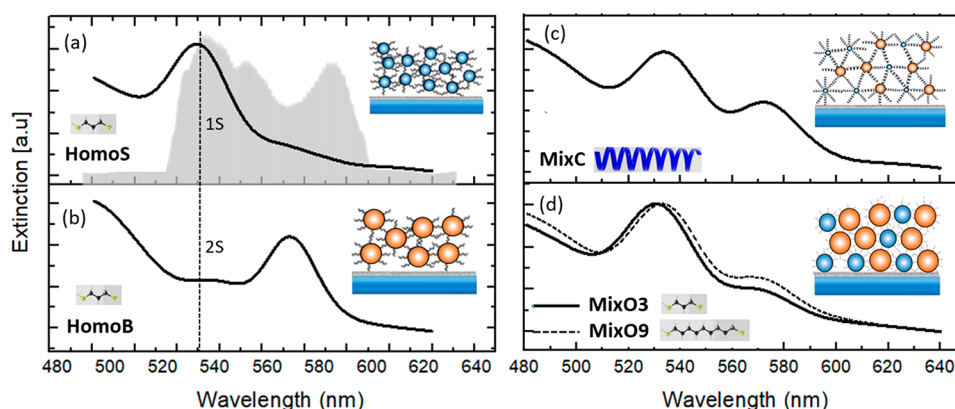 Extinction [a.u]
(a)
1S
HomoS
(b)
2S
HomoB
480 500 520 540 560 580 600 620 640
Wavelength (nm)
(c)
MixC
(d)
MixO3
MixO9
480 500 520 540 560 580 600 620 640
Wavelength (nm)